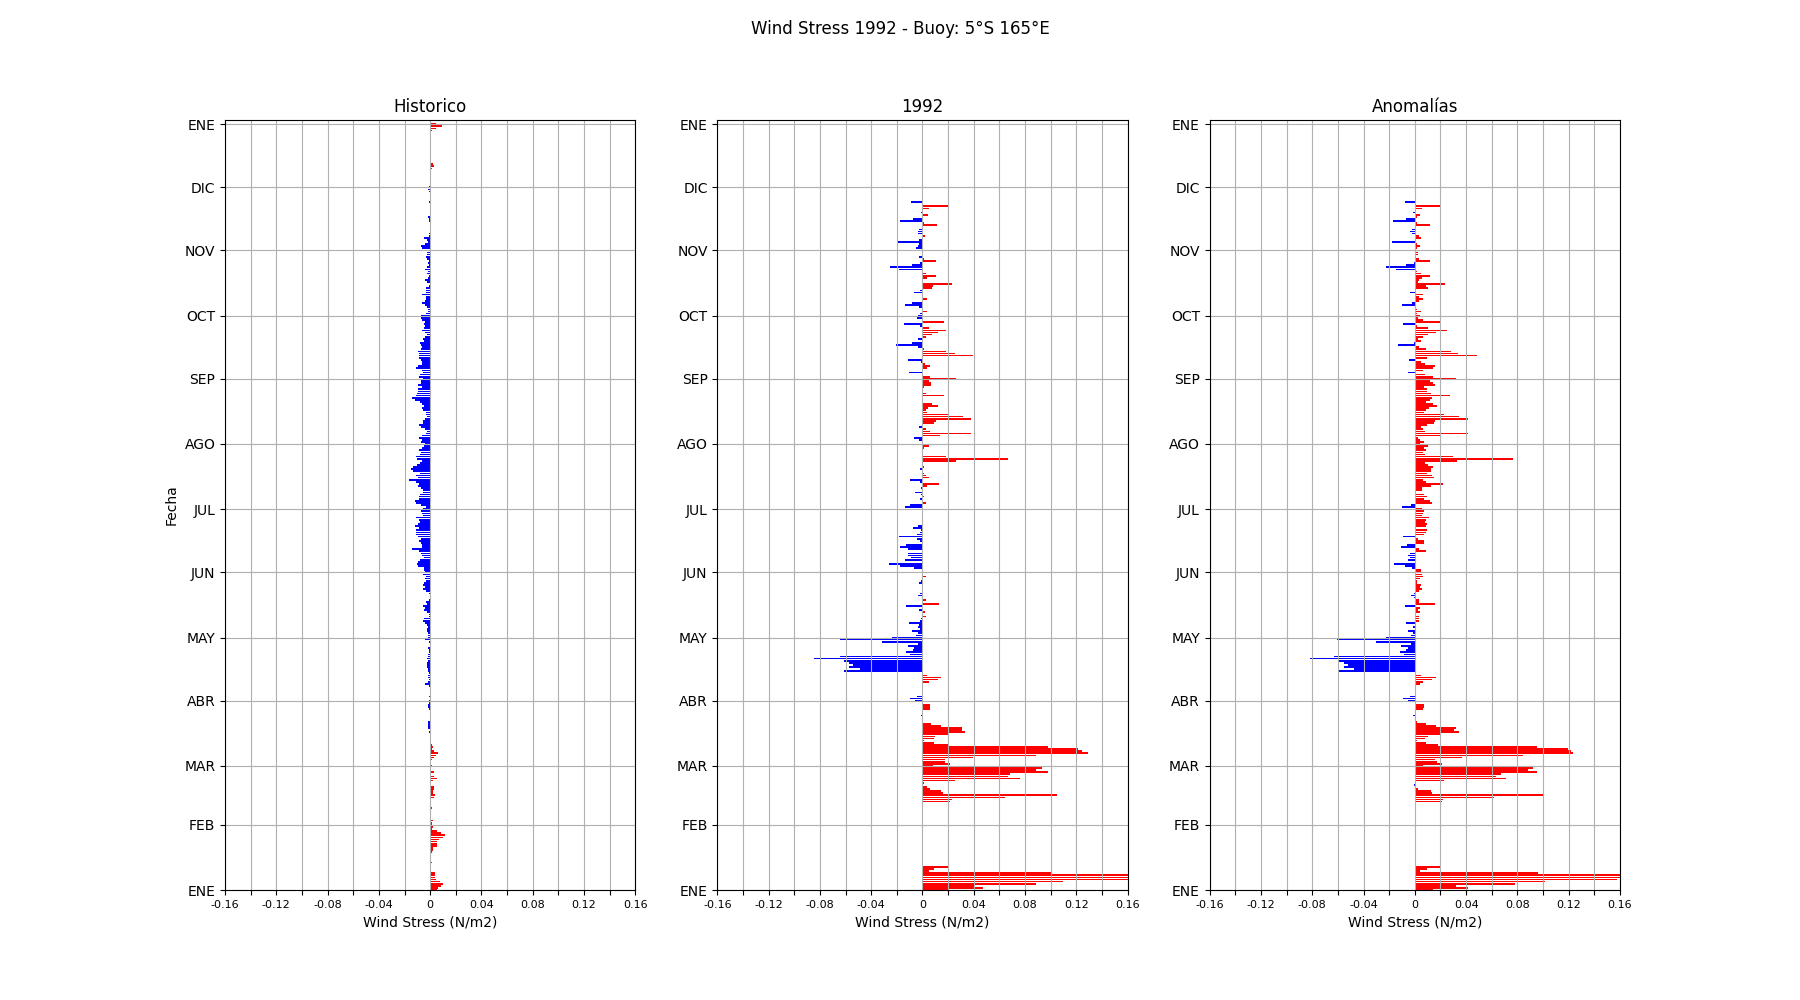 Wind Stress 1992 - Buoy: 5°S 165°E
Historico
1992
Anomalías
Fecha
ENE
DIC
NOV
OCT
SEP
AGO
JUL
JUN
MAY
ABR
MAR
FEB
ENE
-0.16 -0.12 -0.08 -0.04 0 0.04 0.08 0.12 0.16
Wind Stress (N/m2)
ENE
DIC
NOV
OCT
SEP
AGO
JUL
JUN
MAY
ABR
MAR
FEB
ENE
-0.16 -0.12 -0.08 -0.04 0 0.04 0.08 0.12 0.16
Wind Stress (N/m2)
ENE
DIC
NOV
OCT
SEP
AGO
JUL
JUN
MAY
ABR
MAR
FEB
ENE
-0.16 -0.12 -0.08 -0.04 0 0.04 0.08 0.12 0.16
Wind Stress (N/m2)